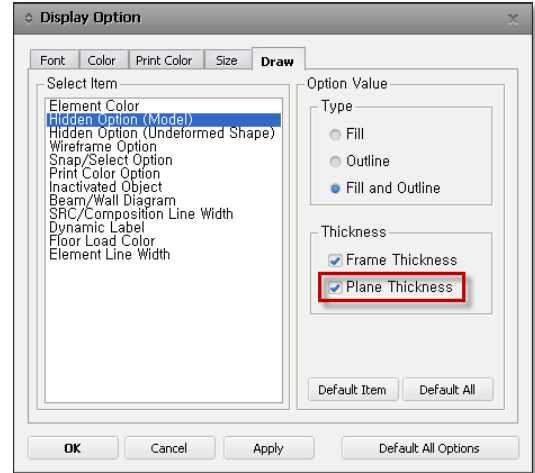 Display Option
Font Color Print Color Size Draw
Select Item
Element Color
Hidden Option (Model)
Hidden Option (Undeformed Shape)
Wireframe Option
Snap/Select Option
Print Color Option
Inactivated Object
Beam/Wall Diagram
SRC/Composition Line Width
Dynamic Label
Floor Load Color
Element Line Width
Option Value
Type
Fill
Outline
Fill and Outline
Thickness
Frame Thickness
Plane Thickness
Default Item Default All
OK Cancel Apply Default All Options